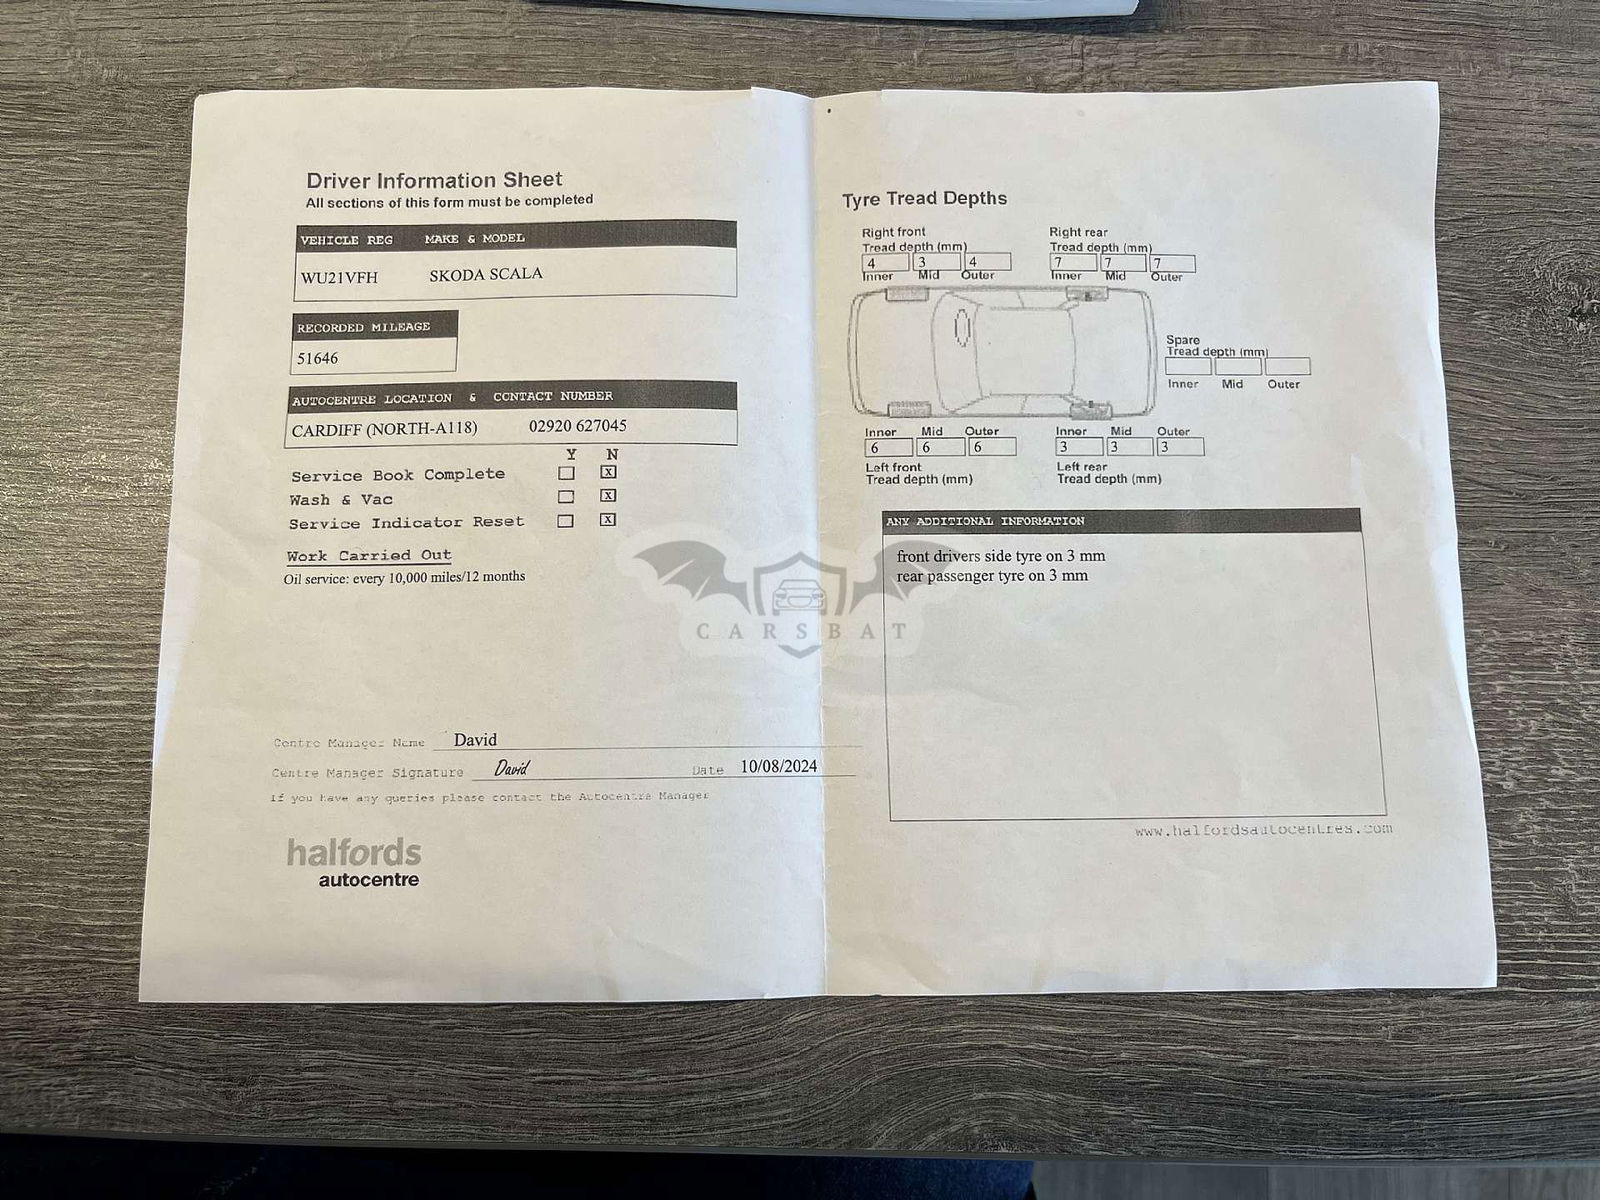 Driver Information Sheet
All sections of this form must be completed
VEHICLE REG MAKE & MODEL
WU21VFH SKODA SCALA
RECORDED MILEAGE
51646
AUTOCENTRE LOCATION & CONTACT NUMBER
CARDIFF (NORTH-A118) 02920 627045
Y N
Service Book Complete x
Wash & Vac x
Service Indicator Reset x
Work Carried Out
Oil service: every 10,000 miles/12 months
Centre Manager Name David
Centre Manager Signature David Date 10/08/2024
If you have any queries please contact the Autocentre Manager
halfords
autocentre
Tyre Tread Depths
Right front Right rear
Tread depth (mm) Tread depth (mm)
4 3 4 7 7 7
Inner Mid Outer Inner Mid Outer
Spare
Tread depth (mm)
Inner Mid Outer
Inner Mid Outer Inner Mid Outer
6 6 6 3 3 3
Left front Left rear
Tread depth (mm) Tread depth (mm)
ANY ADDITIONAL INFORMATION
front drivers side tyre on 3 mm
rear passenger tyre on 3 mm
www.halfordsautocentres.com
CARSBAT